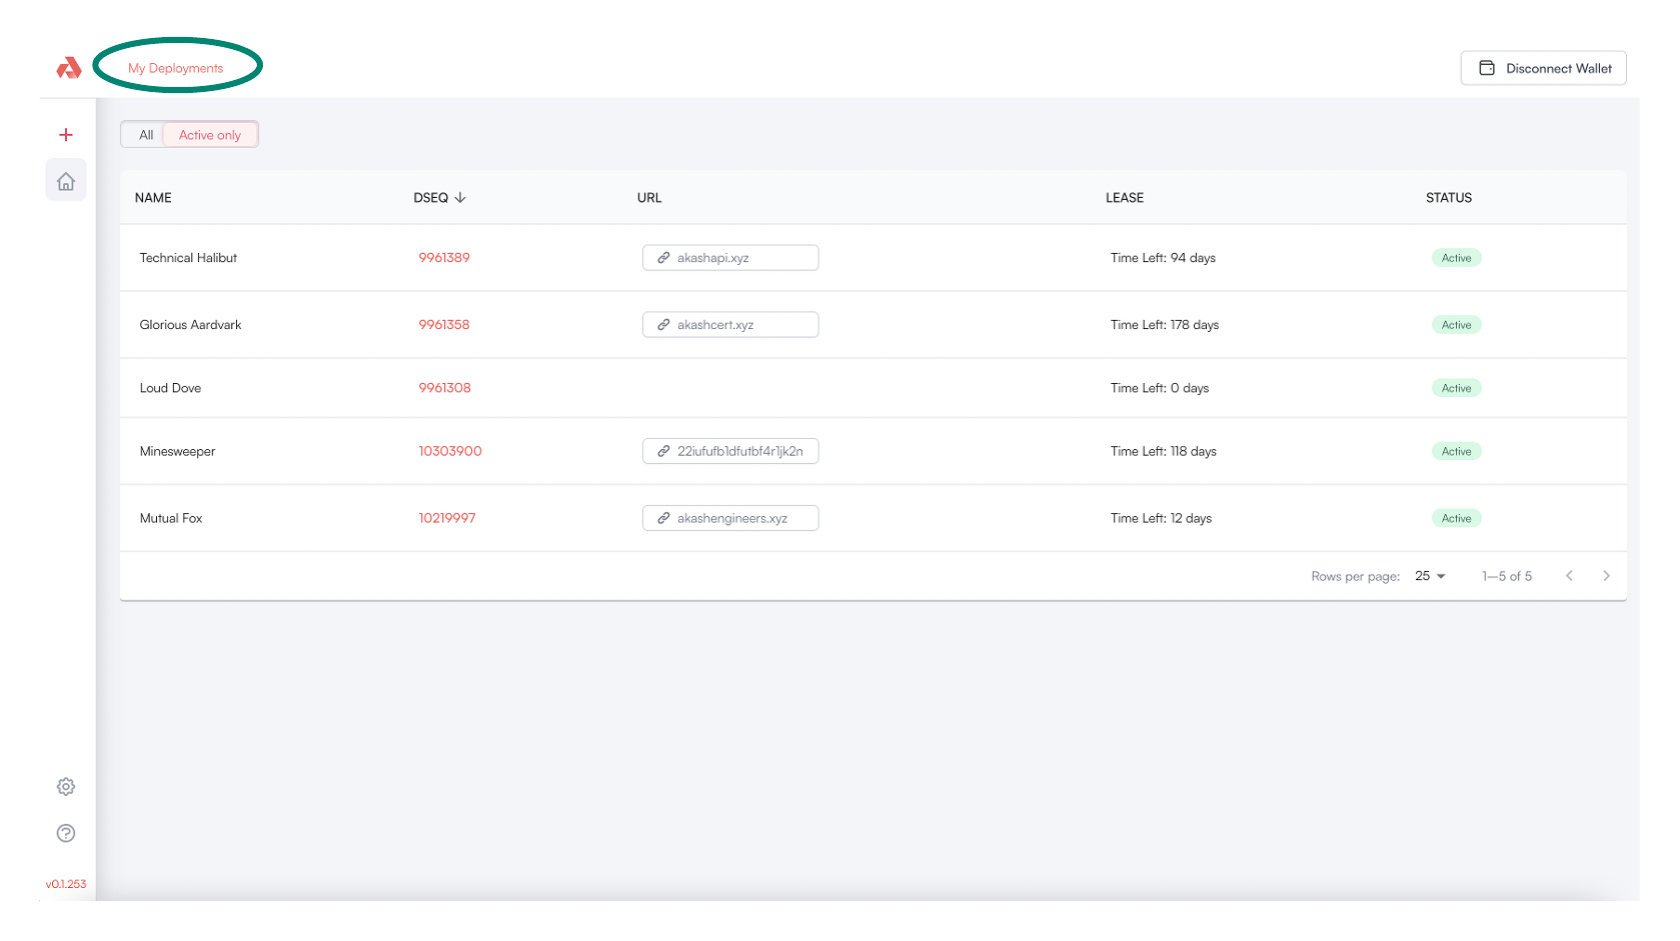 My Deployments
Disconnect Wallet
All Active only
NAME DSEQ URL LEASE STATUS
Technical Halibut 9961389 akashapi.xyz Time Left: 94 days Active
Glorious Aardvark 9961358 akashcert.xyz Time Left: 178 days Active
Loud Dove 9961308 Time Left: 0 days Active
Minesweeper 10303900 22iufufb1dfutbf4r1jk2n Time Left: 118 days Active
Mutual Fox 10219997 akashengineers.xyz Time Left: 12 days Active
Rows per page: 25 1–5 of 5
v0.1.253